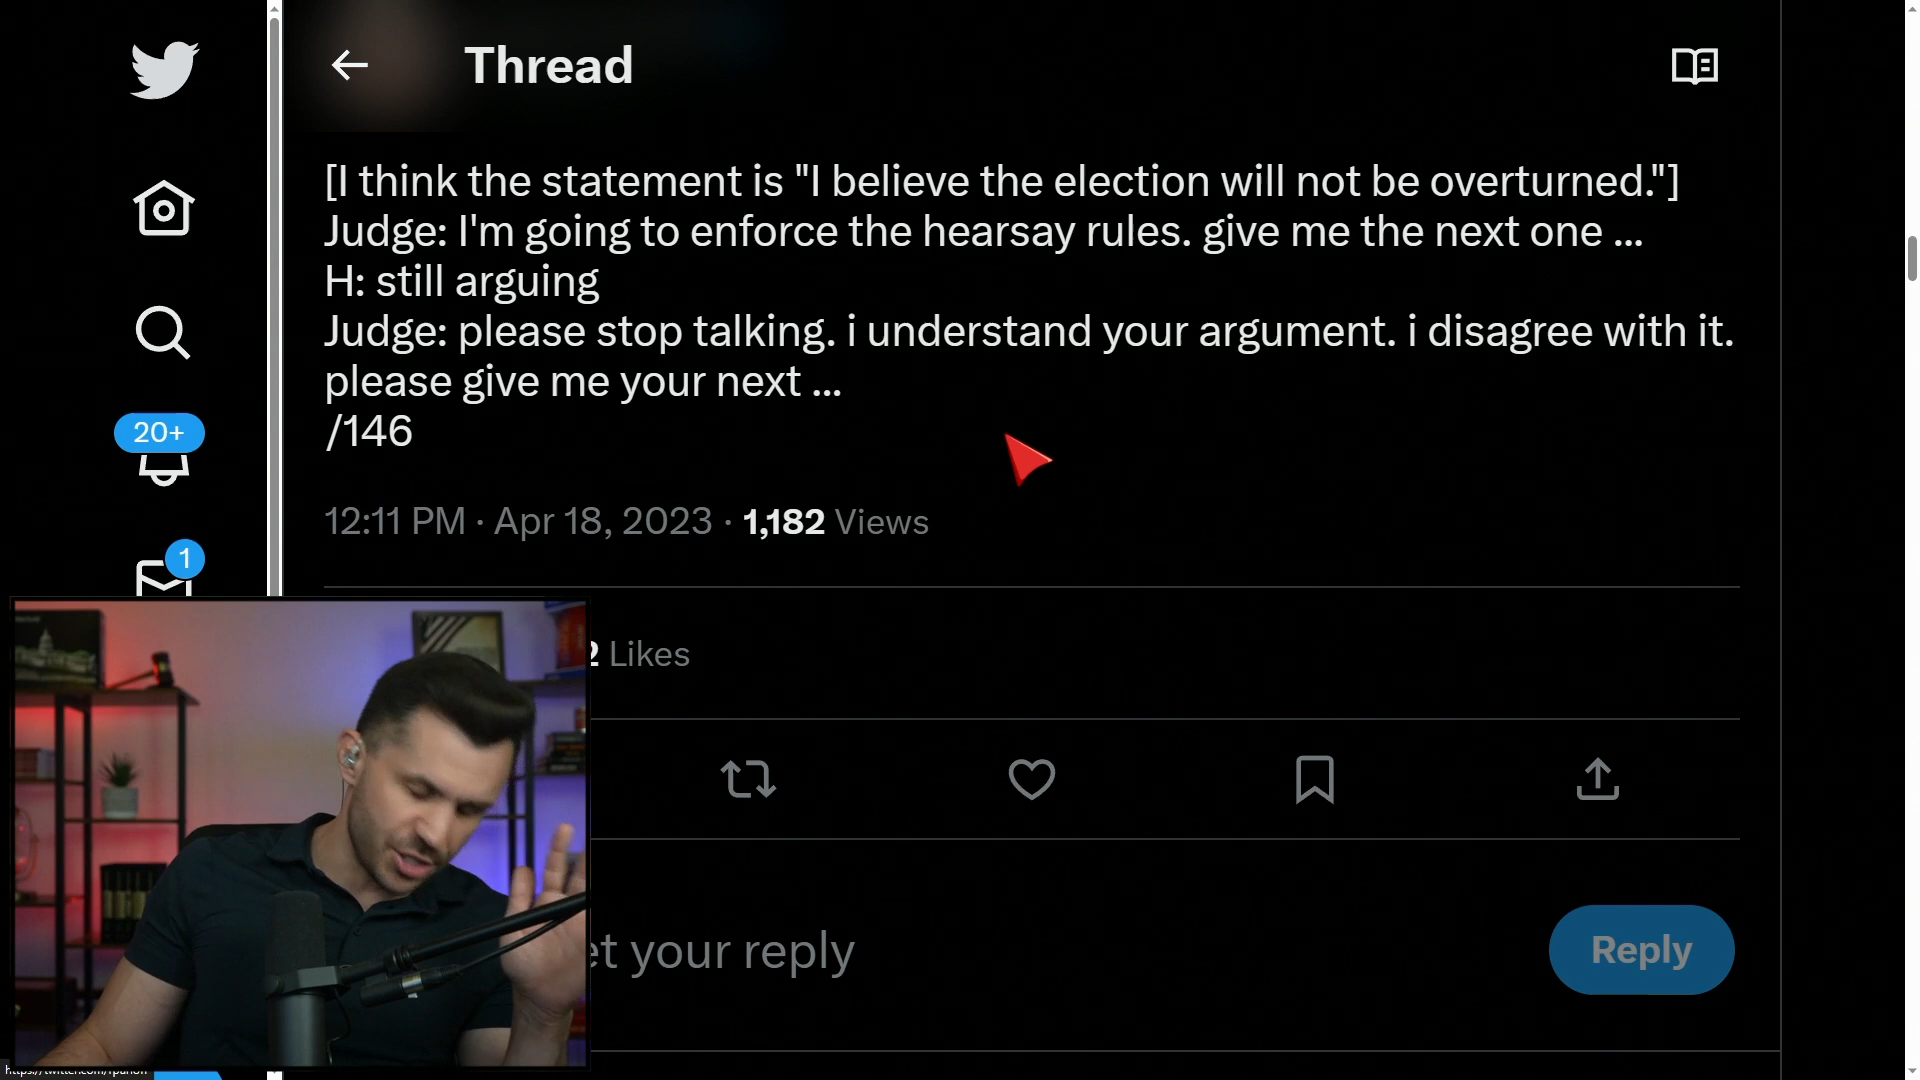 Thread
[I think the statement is "I believe the election will not be overturned."]
Judge: I'm going to enforce the hearsay rules. give me the next one ...
H: still arguing
Judge: please stop talking. i understand your argument. i disagree with it.
please give me your next ...
/146
20+
12:11 PM · Apr 18, 2023 · 1,182 Views
1
2 Likes
et your reply
Reply